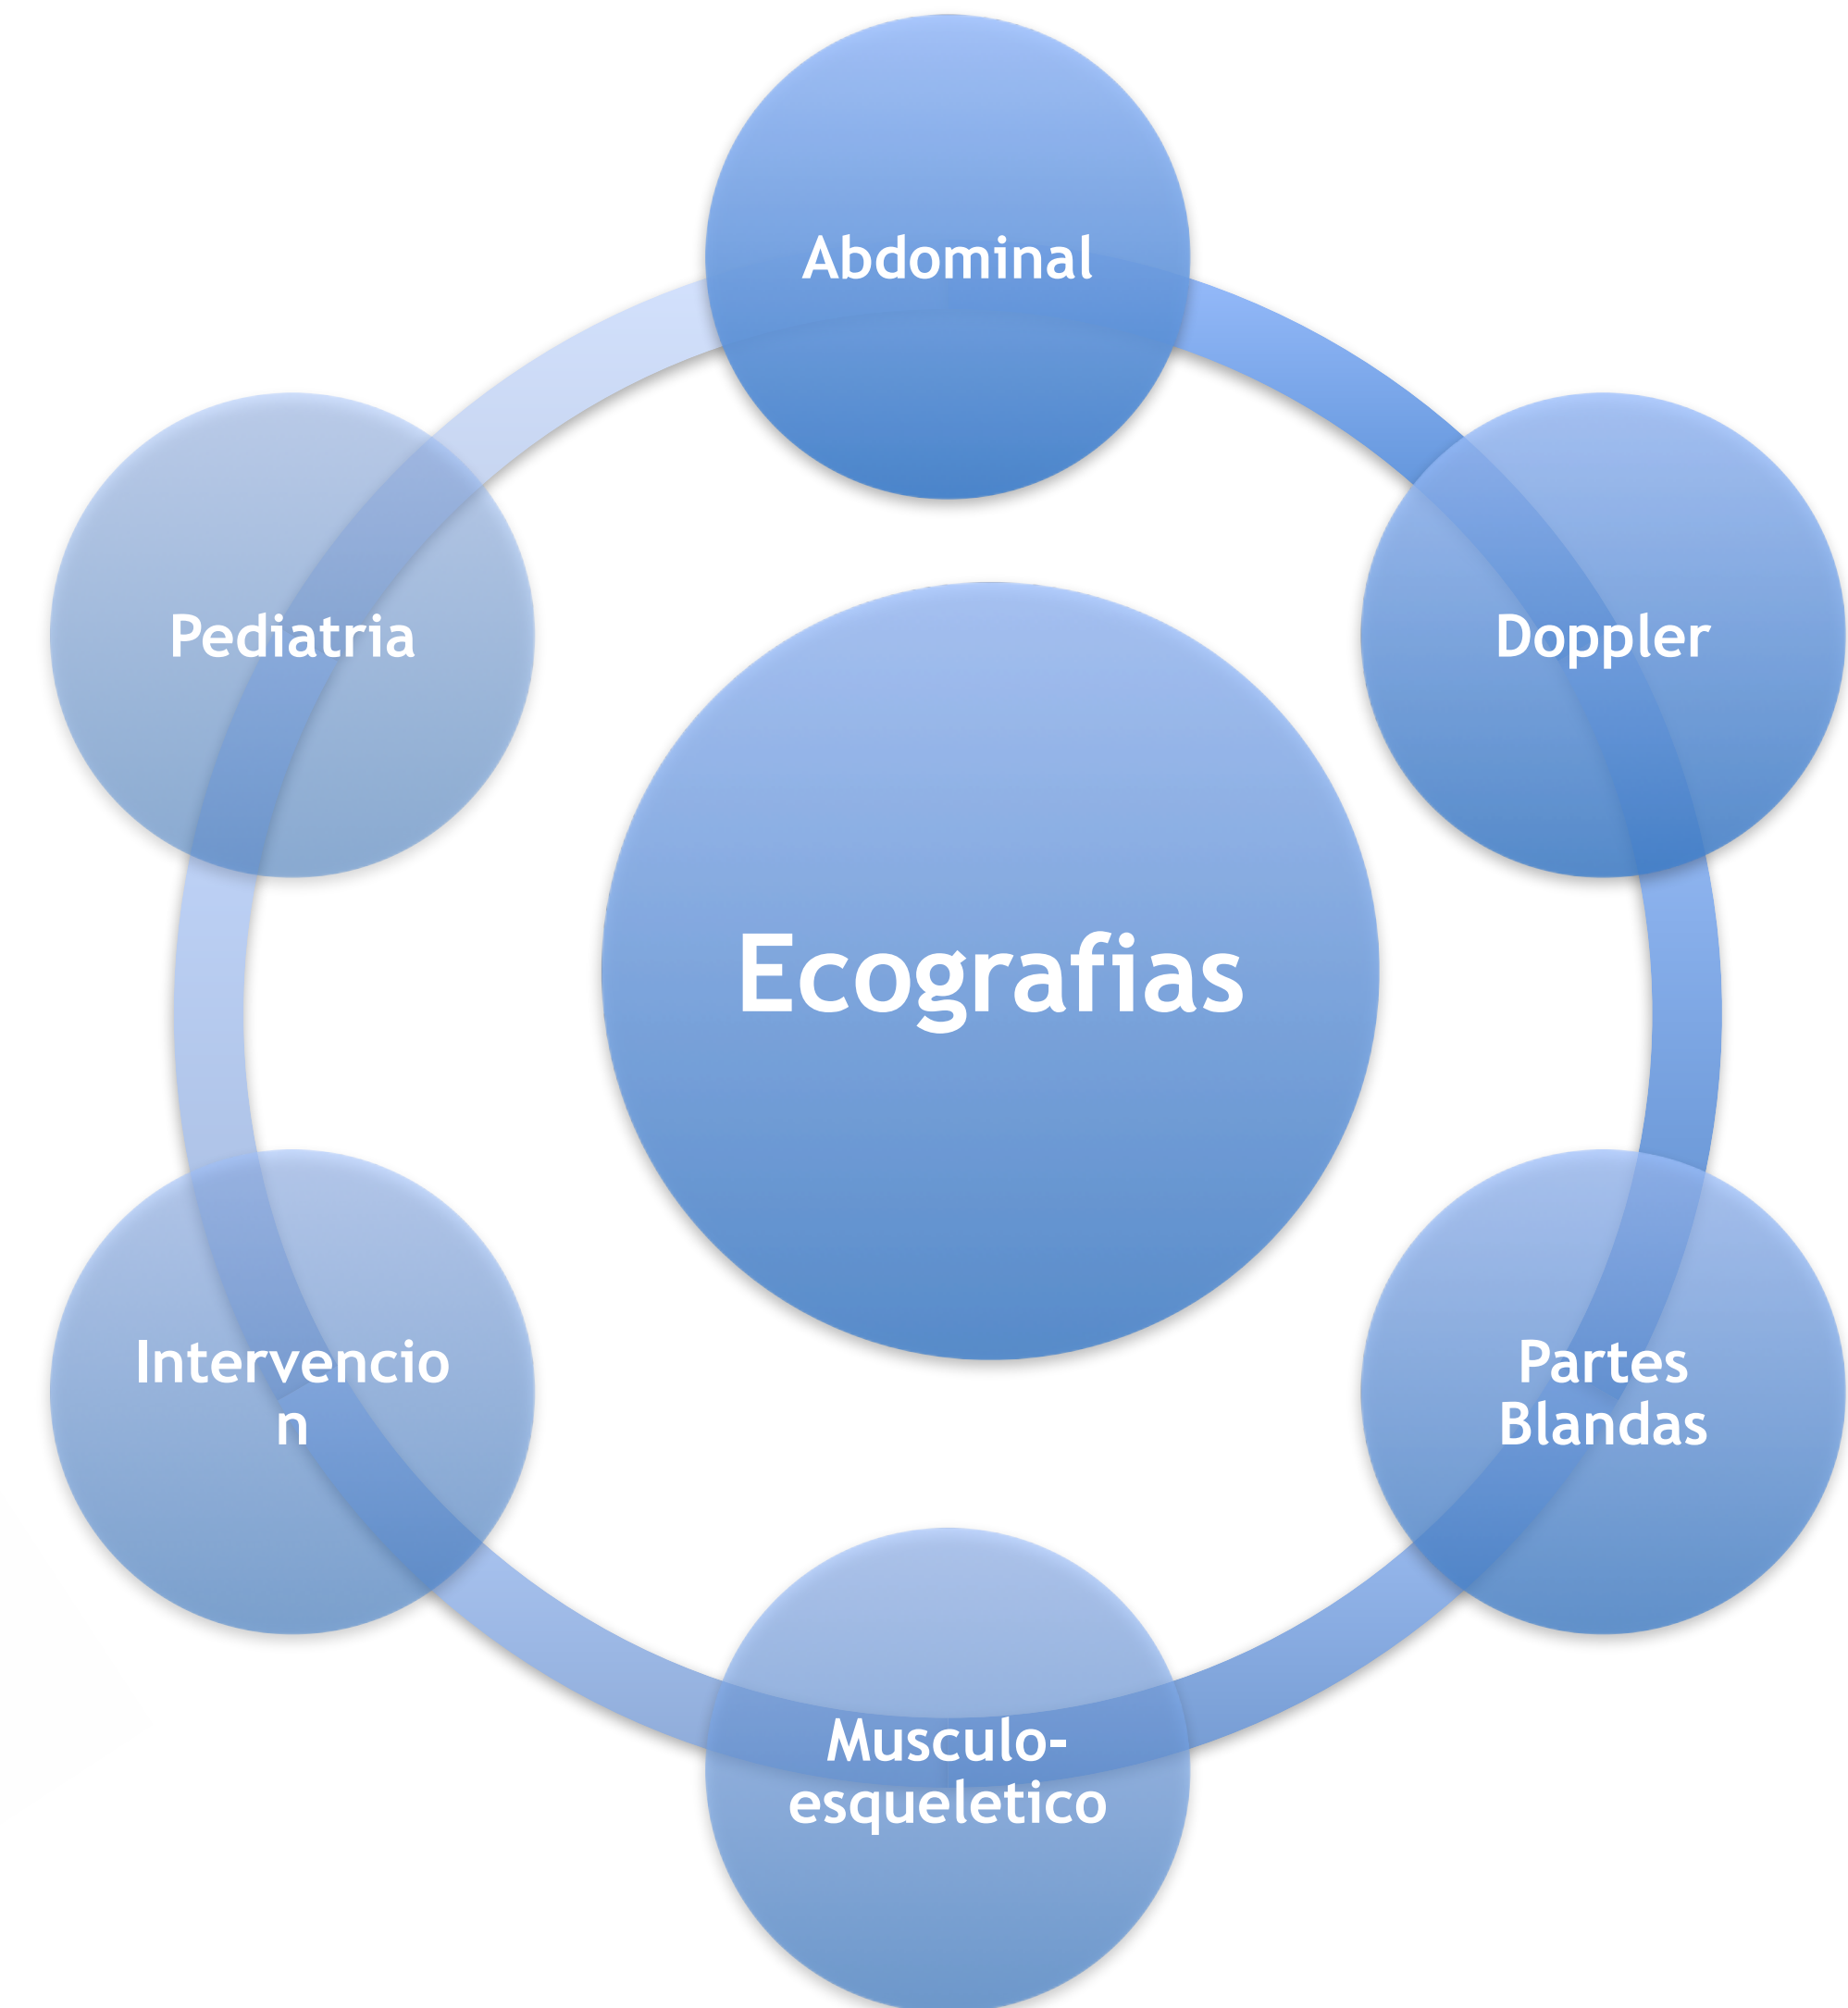 Abdominal
Doppler
Partes
Blandas
Musculo-
esqueletico
Intervencio
n
Pediatria
Ecografias